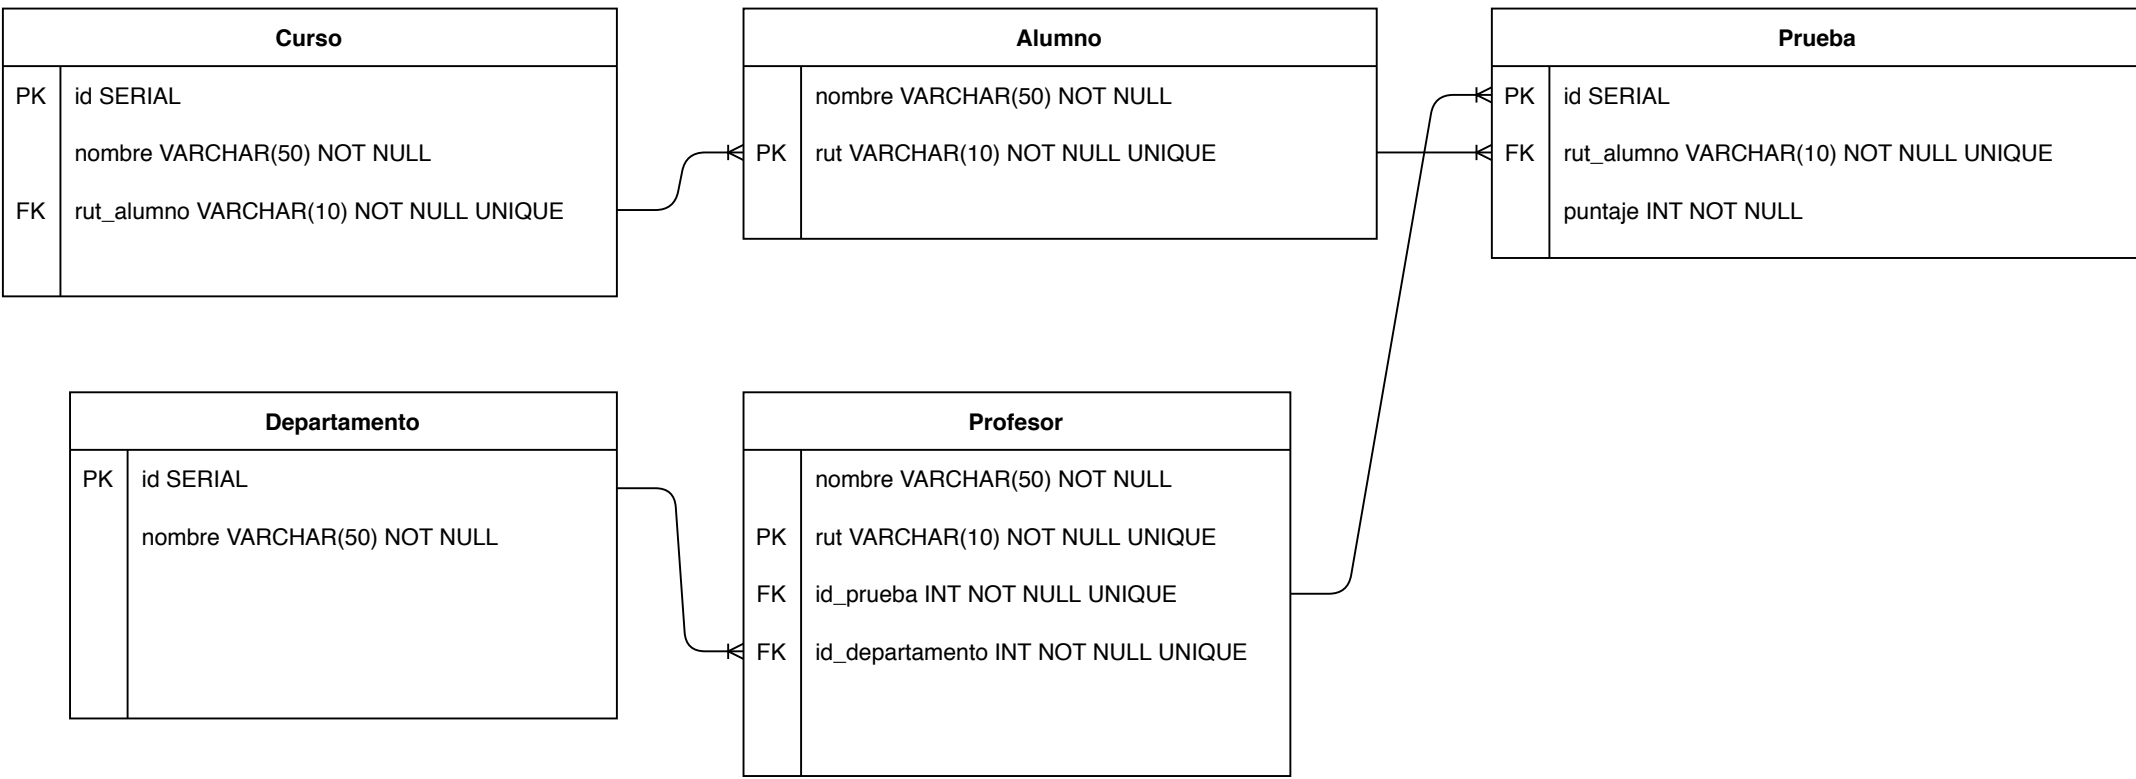 Curso
PK id SERIAL
nombre VARCHAR(50) NOT NULL
FK rut_alumno VARCHAR(10) NOT NULL UNIQUE
Alumno
nombre VARCHAR(50) NOT NULL
PK rut VARCHAR(10) NOT NULL UNIQUE
Prueba
PK id SERIAL
FK rut_alumno VARCHAR(10) NOT NULL UNIQUE
puntaje INT NOT NULL
Departamento
PK id SERIAL
nombre VARCHAR(50) NOT NULL
Profesor
nombre VARCHAR(50) NOT NULL
PK rut VARCHAR(10) NOT NULL UNIQUE
FK id_prueba INT NOT NULL UNIQUE
FK id_departamento INT NOT NULL UNIQUE